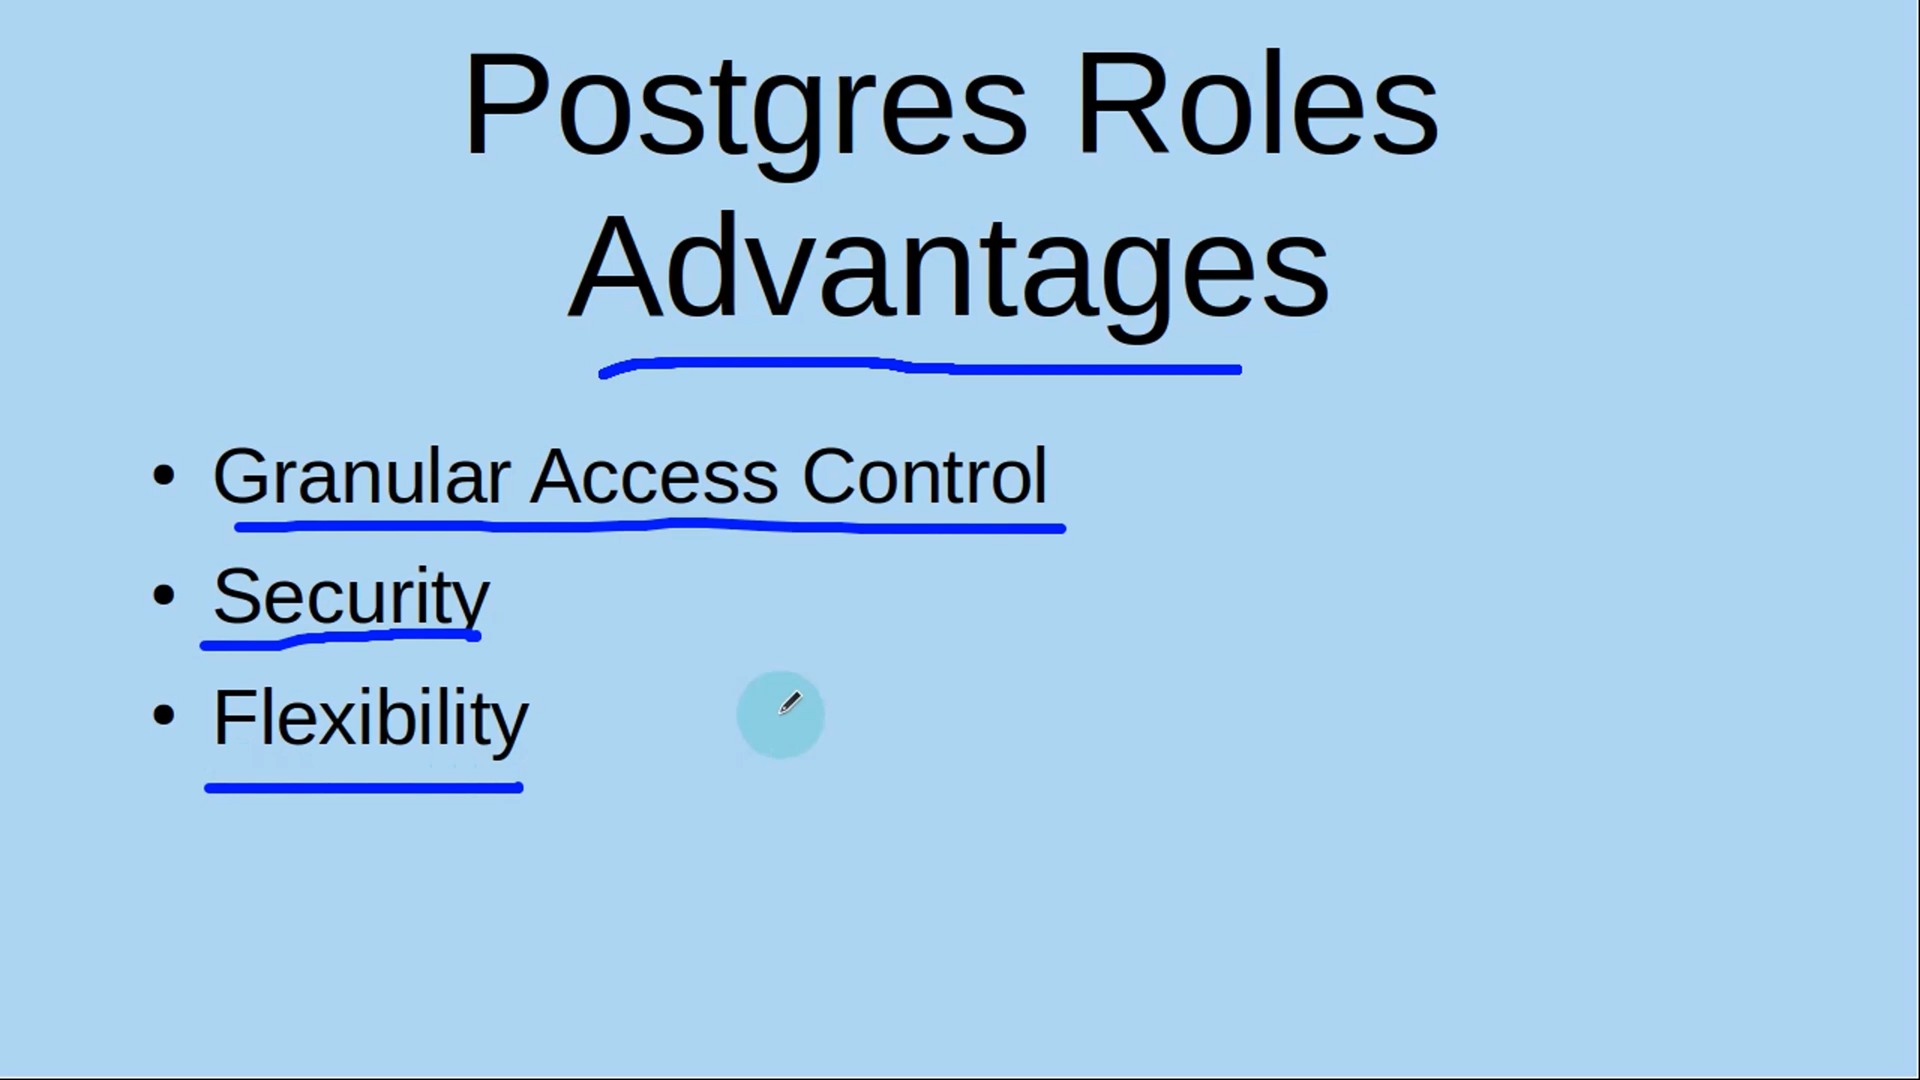 Postgres Roles
Advantages
• Granular Access Control
• Security
• Flexibility